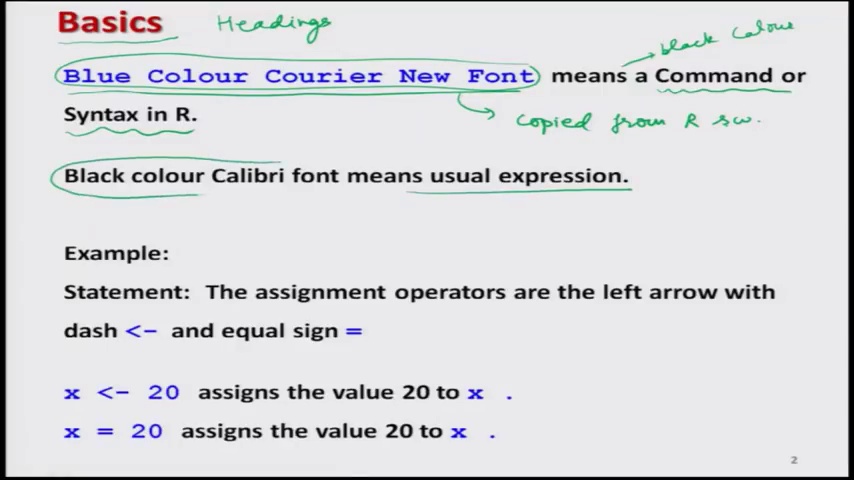 Basics Headings
black Colour
Blue Colour Courier New Font means a Command or
Syntax in R. copied from R sw.
Black colour Calibri font means usual expression.
Example:
Statement: The assignment operators are the left arrow with
dash <- and equal sign =
x <- 20 assigns the value 20 to x .
x = 20 assigns the value 20 to x .
2